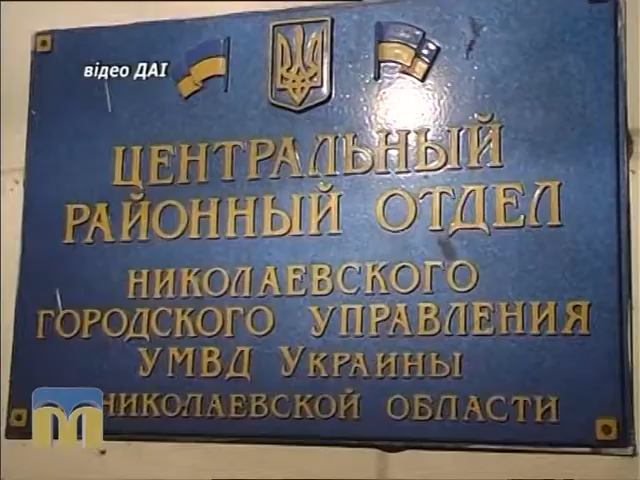 відео ДАІ
ЦЕНТРАЛЬНЫЙ
РАЙОННЫЙ ОТДЕЛ
НИКОЛАЕВСКОГО
ГОРОДСКОГО УПРАВЛЕНИЯ
УМВД УКРАИНЫ
НИКОЛАЕВСКОЙ ОБЛАСТИ